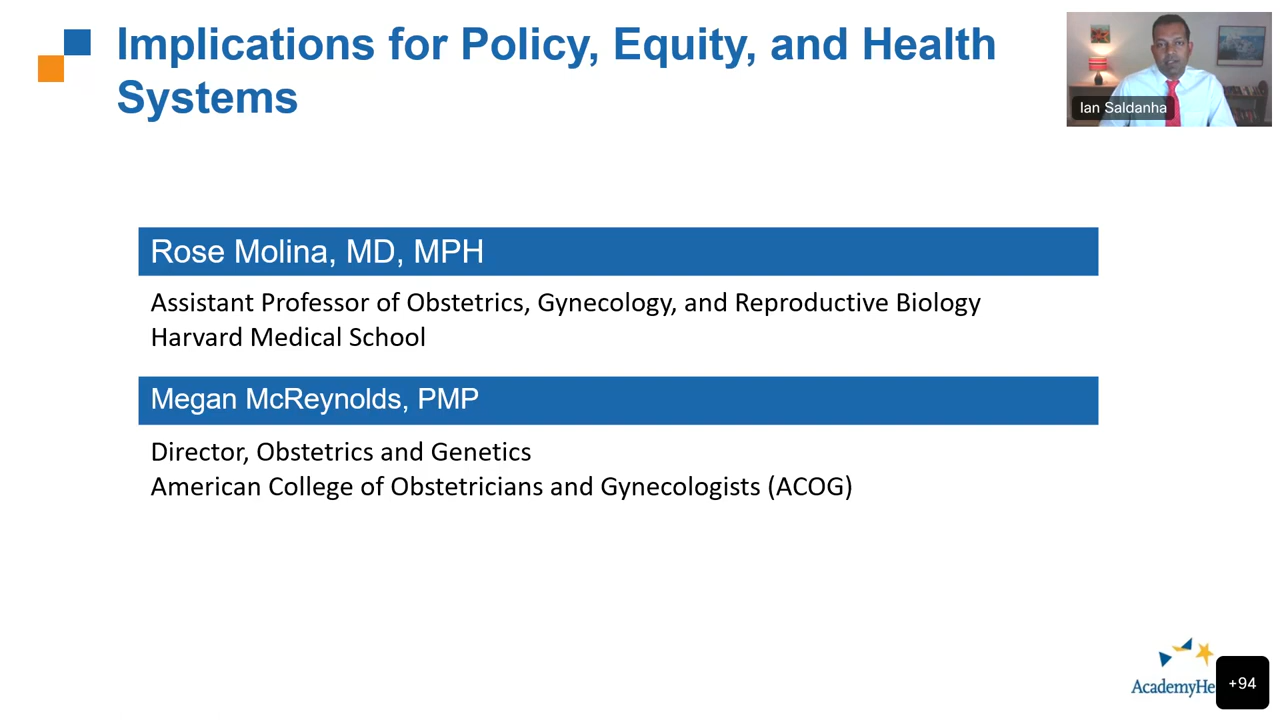 Implications for Policy, Equity, and Health
Systems
Ian Saldanha
Rose Molina, MD, MPH
Assistant Professor of Obstetrics, Gynecology, and Reproductive Biology
Harvard Medical School
Megan McReynolds, PMP
Director, Obstetrics and Genetics
American College of Obstetricians and Gynecologists (ACOG)
AcademyHe
+94